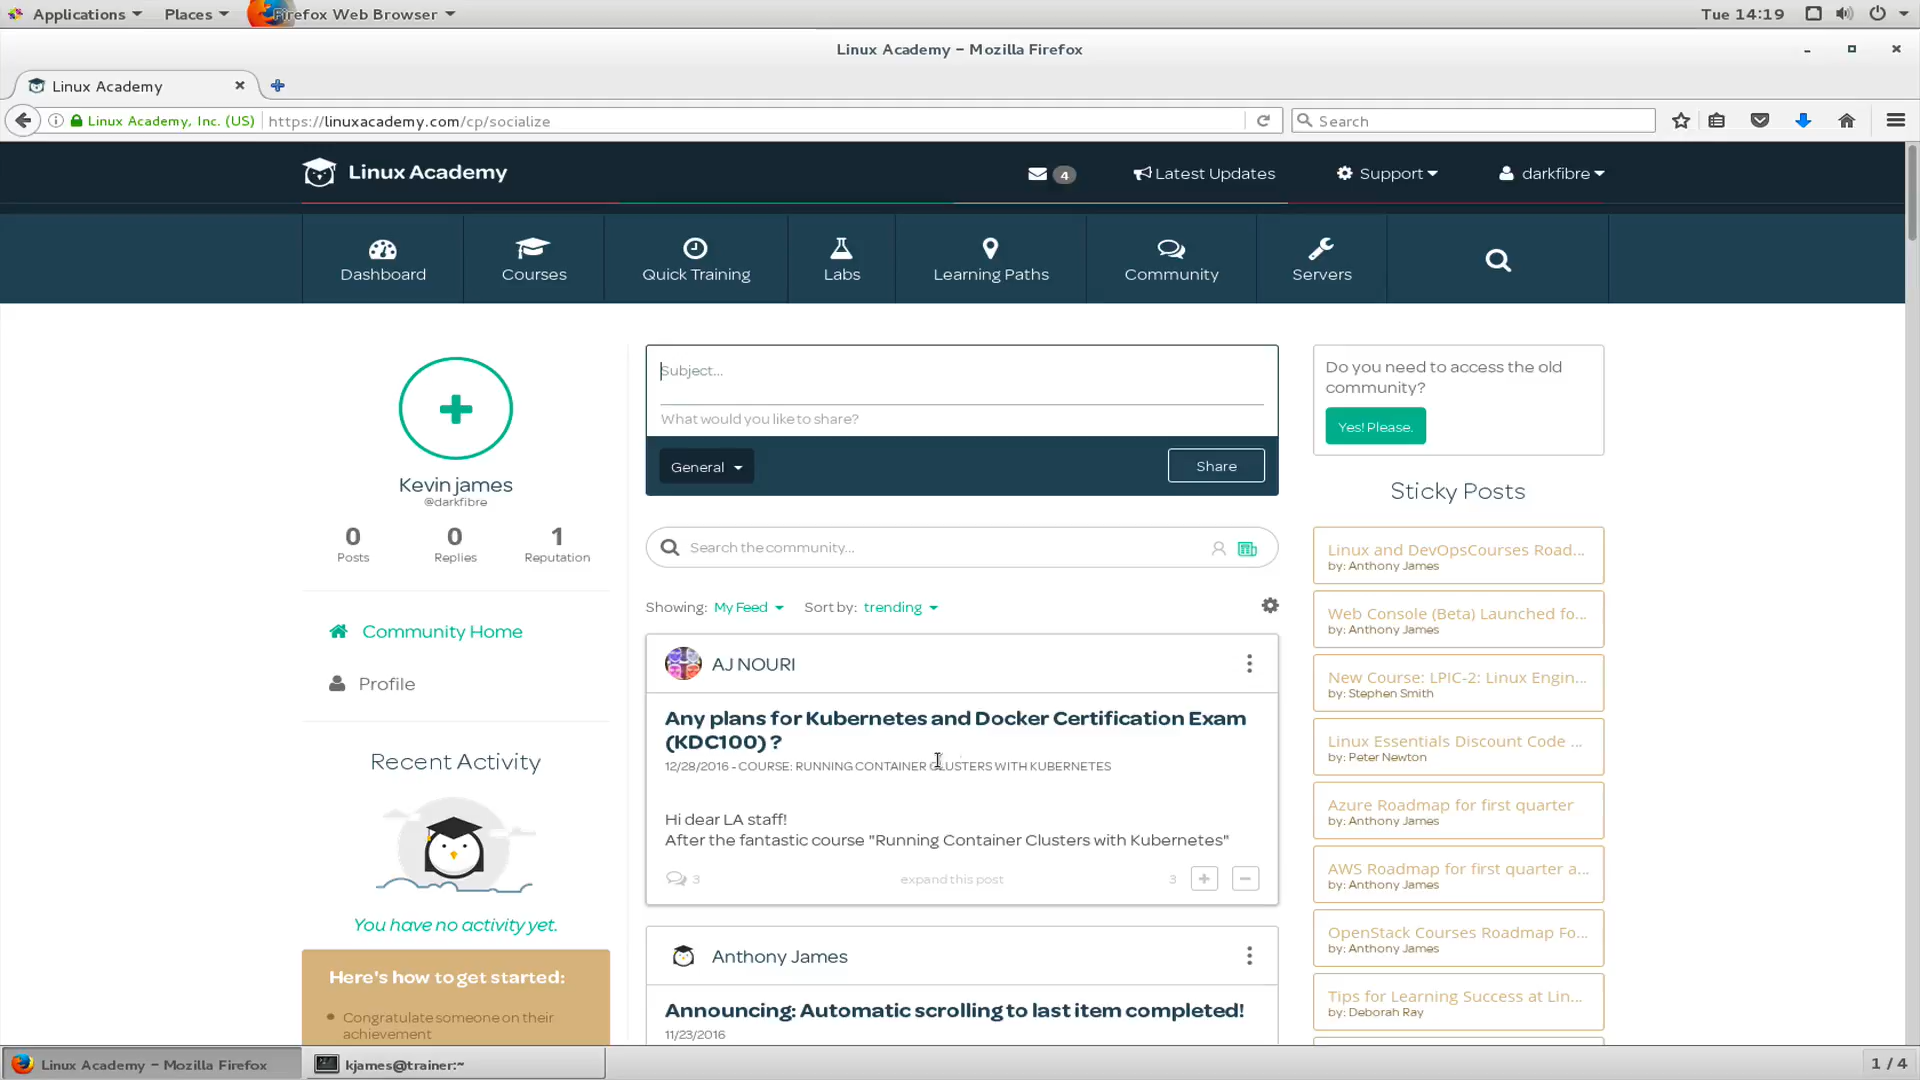 Applications Places Firefox Web Browser Tue 14:19
Linux Academy – Mozilla Firefox
Linux Academy
Linux Academy, Inc. (US) https://linuxacademy.com/cp/socialize Search
Linux Academy 4 Latest Updates Support darkfibre
Dashboard Courses Quick Training Labs Learning Paths Community Servers
Kevin james
@darkfibre
0 0 1
Posts Replies Reputation
Community Home
Profile
Recent Activity
You have no activity yet.
Here's how to get started:
Congratulate someone on their
achievement
Subject...
What would you like to share?
General Share
Search the community...
Showing: My Feed Sort by: trending
AJ NOURI
Any plans for Kubernetes and Docker Certification Exam
(KDC100) ?
12/28/2016 - COURSE: RUNNING CONTAINER CLUSTERS WITH KUBERNETES
Hi dear LA staff!
After the fantastic course "Running Container Clusters with Kubernetes"
3 expand this post 3
Anthony James
Announcing: Automatic scrolling to last item completed!
11/23/2016
Do you need to access the old
community?
Yes! Please.
Sticky Posts
Linux and DevOpsCourses Road...
by: Anthony James
Web Console (Beta) Launched fo...
by: Anthony James
New Course: LPIC-2: Linux Engin...
by: Stephen Smith
Linux Essentials Discount Code ...
by: Peter Newton
Azure Roadmap for first quarter
by: Anthony James
AWS Roadmap for first quarter a...
by: Anthony James
OpenStack Courses Roadmap Fo...
by: Anthony James
Tips for Learning Success at Lin...
by: Deborah Ray
Linux Academy – Mozilla Firefox kjames@trainer:~ 1 / 4